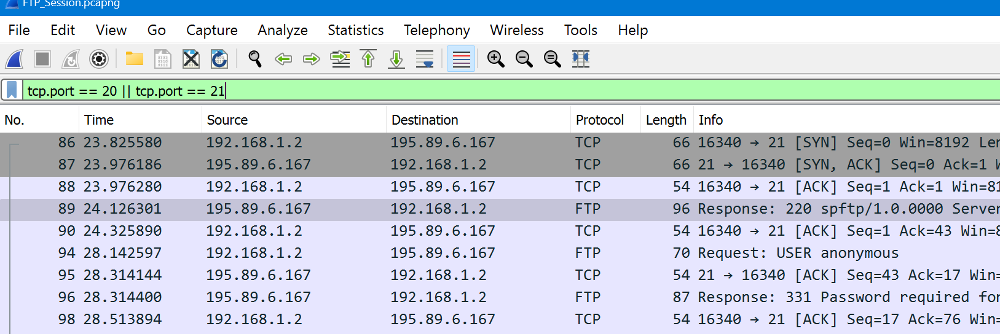 FTP_Session.pcapng
File Edit View Go Capture Analyze Statistics Telephony Wireless Tools Help
tcp.port == 20 || tcp.port == 21
No. Time Source Destination Protocol Length Info
86 23.825580 192.168.1.2 195.89.6.167 TCP 66 16340 → 21 [SYN] Seq=0 Win=8192 Len
87 23.976186 195.89.6.167 192.168.1.2 TCP 66 21 → 16340 [SYN, ACK] Seq=0 Ack=1 W
88 23.976280 192.168.1.2 195.89.6.167 TCP 54 16340 → 21 [ACK] Seq=1 Ack=1 Win=81
89 24.126301 195.89.6.167 192.168.1.2 FTP 96 Response: 220 spftp/1.0.0000 Server
90 24.325890 192.168.1.2 195.89.6.167 TCP 54 16340 → 21 [ACK] Seq=1 Ack=43 Win=8
94 28.142597 192.168.1.2 195.89.6.167 FTP 70 Request: USER anonymous
95 28.314144 195.89.6.167 192.168.1.2 TCP 54 21 → 16340 [ACK] Seq=43 Ack=17 Win=
96 28.314400 195.89.6.167 192.168.1.2 FTP 87 Response: 331 Password required for
98 28.513894 192.168.1.2 195.89.6.167 TCP 54 16340 → 21 [ACK] Seq=17 Ack=76 Win=